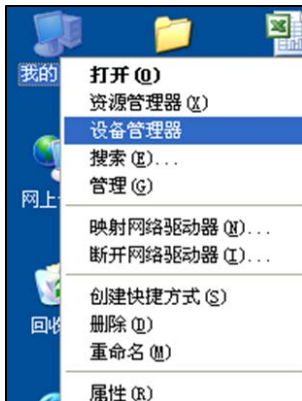 我的
打开(O)
资源管理器(X)
设备管理器
搜索(E)...
管理(G)
网上
映射网络驱动器(N)...
断开网络驱动器(I)...
创建快捷方式(S)
回收
删除(D)
重命名(M)
属性(R)